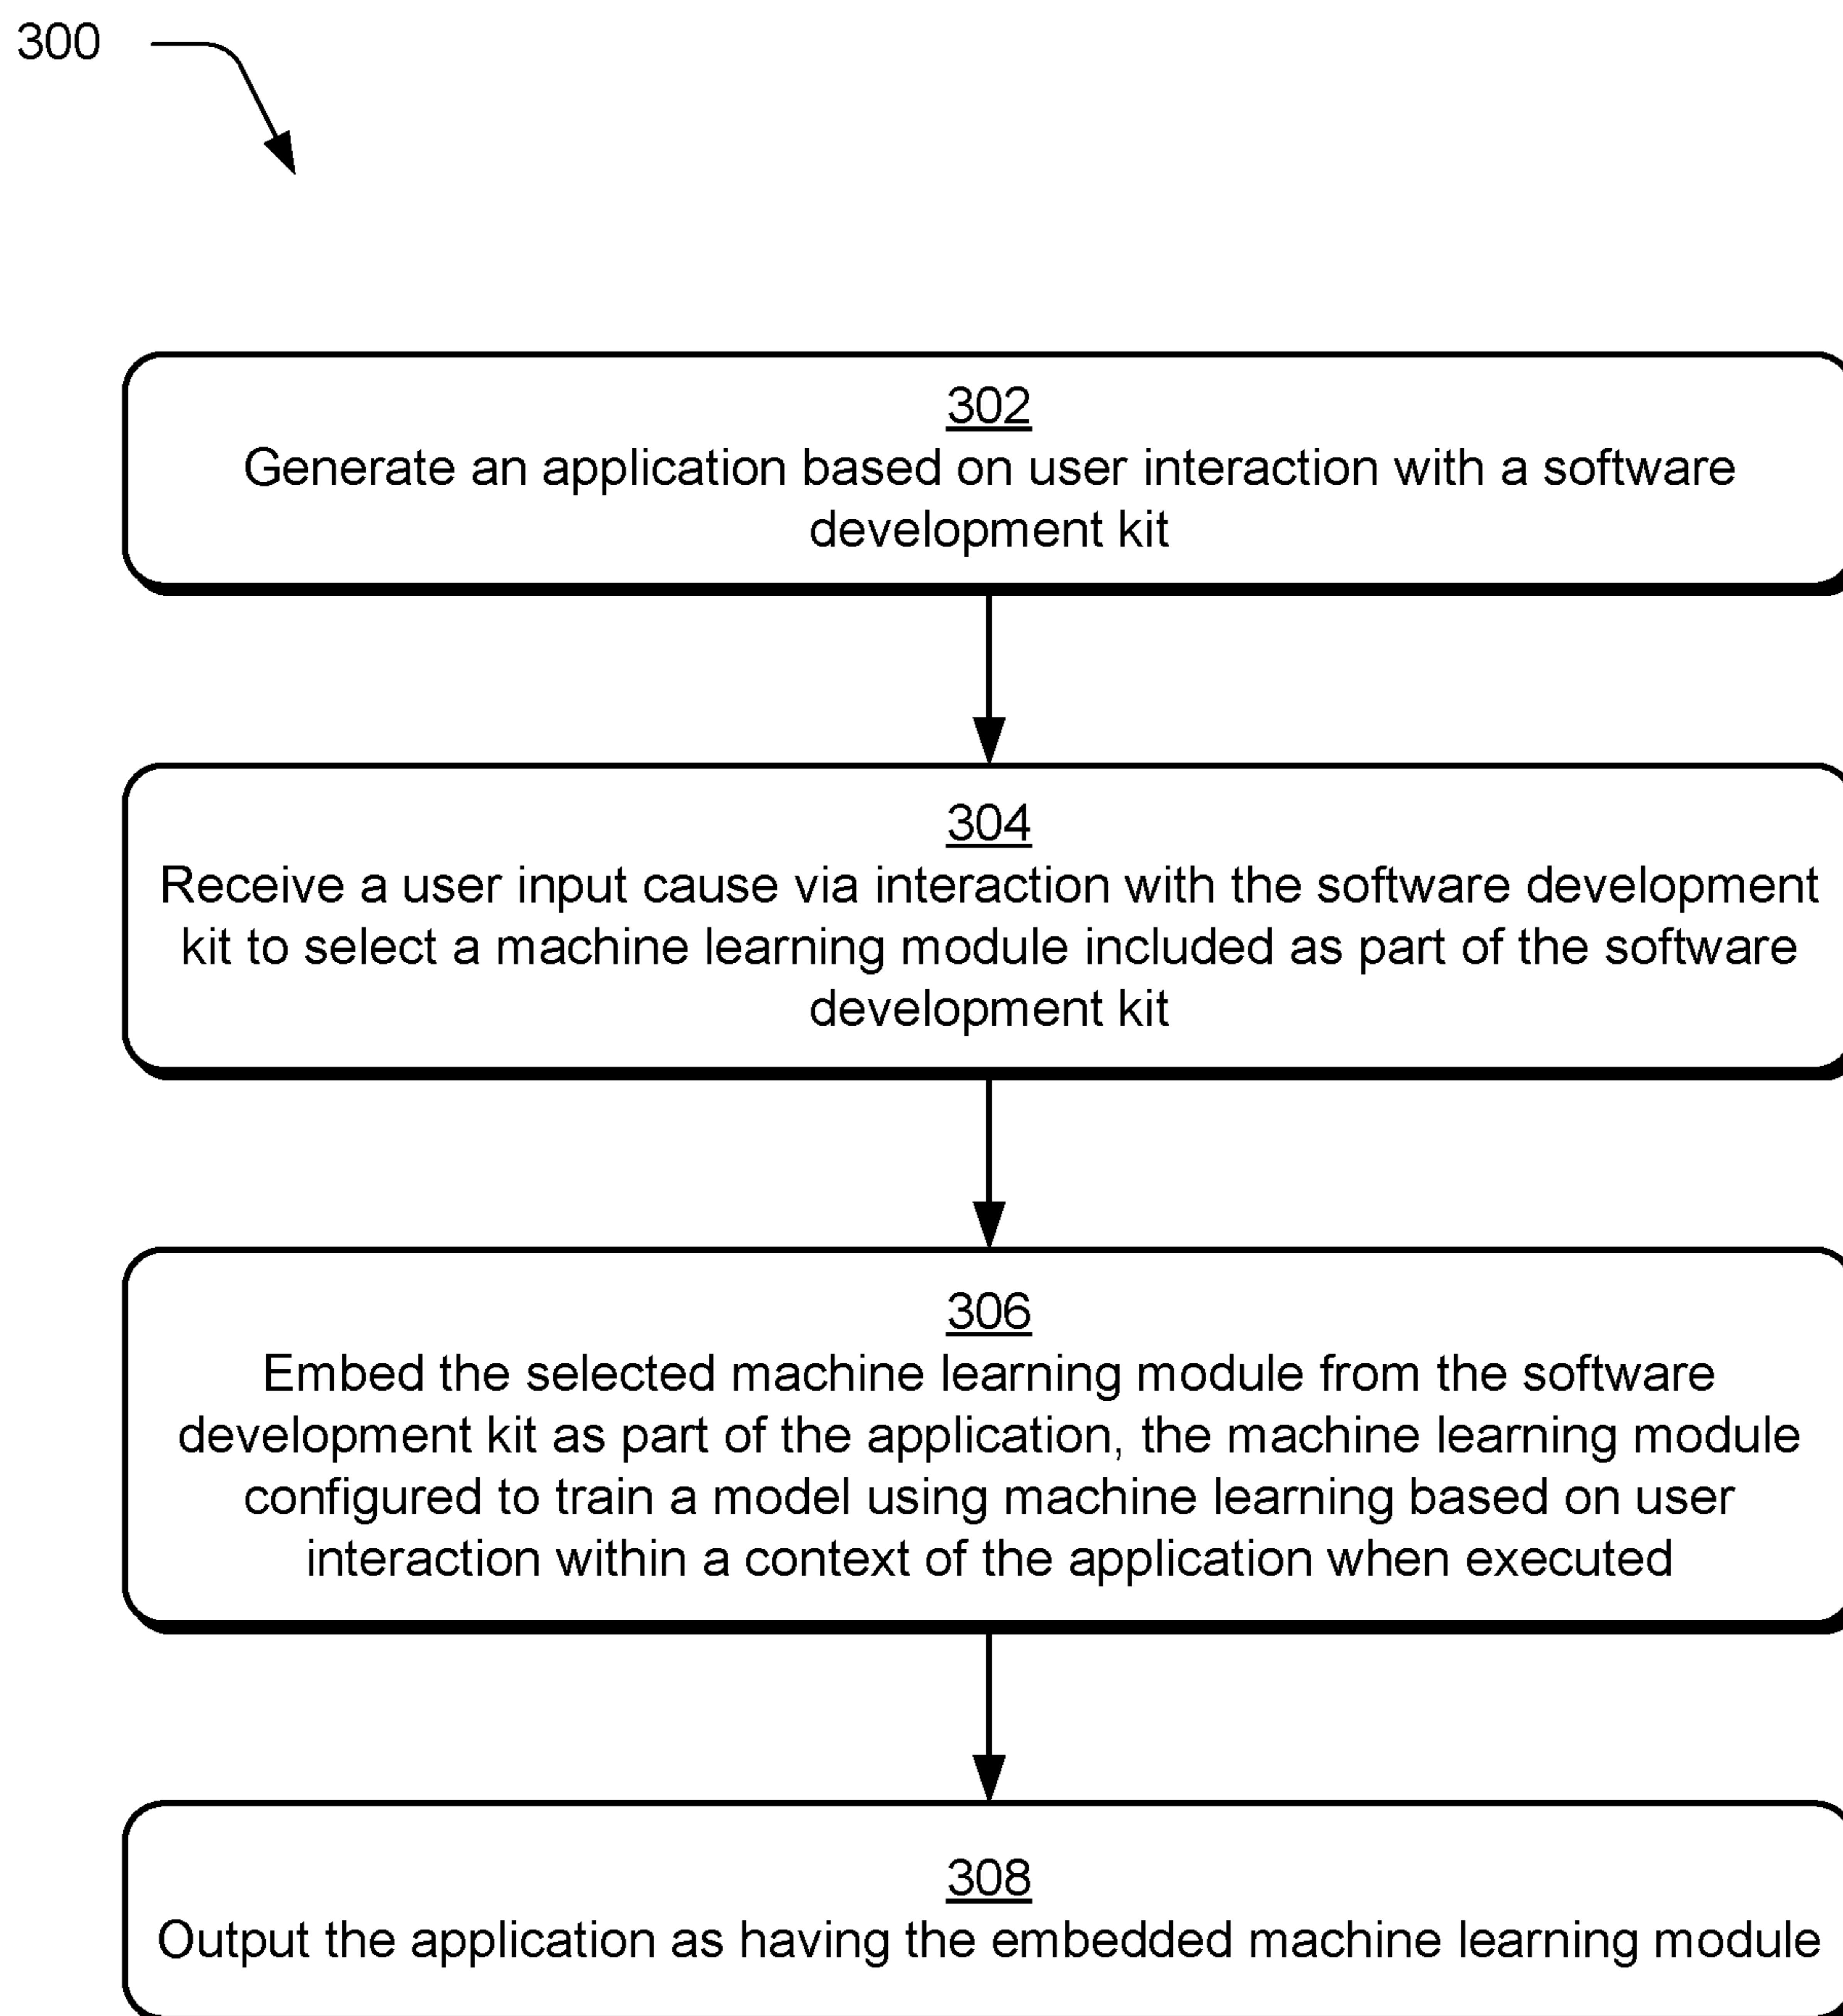 300
302
Generate an application based on user interaction with a software
development kit
304
Receive a user input cause via interaction with the software development
kit to select a machine learning module included as part of the software
development kit
306
Embed the selected machine learning module from the software
development kit as part of the application, the machine learning module
configured to train a model using machine learning based on user
interaction within a context of the application when executed
308
Output the application as having the embedded machine learning module